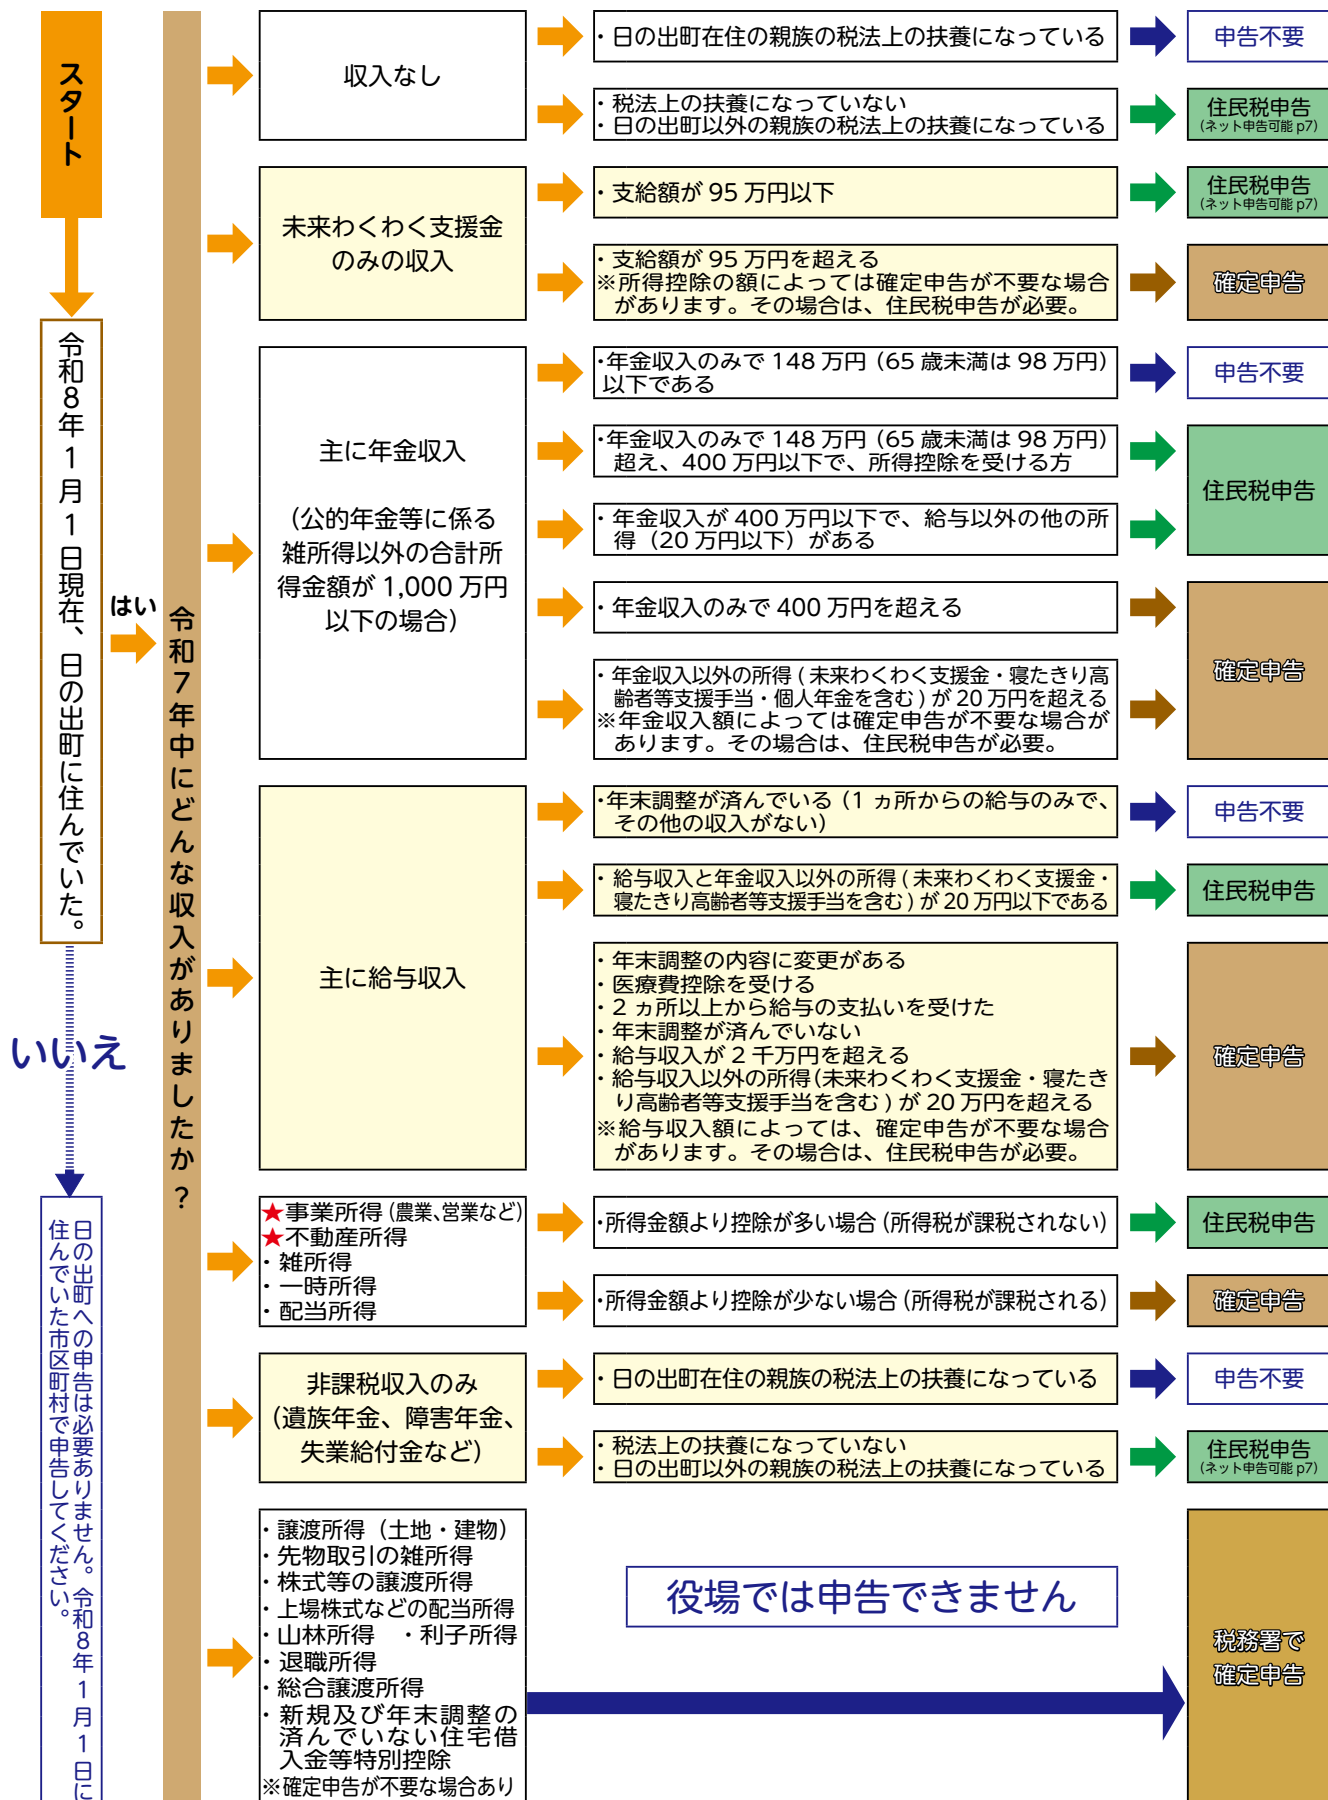 スタート
令和8年1月1日現在、日の出町に住んでいた。
はい
いいえ
日の出町への申告は必要ありません。令和8年1月1日に
住んでいた市区町村で申告してください。
令和7年中にどんな収入がありましたか？
収入なし
・日の出町在住の親族の税法上の扶養になっている
申告不要
・税法上の扶養になっていない
・日の出町以外の親族の税法上の扶養になっている
住民税申告
(ネット申告可能 p7)
未来わくわく支援金
のみの収入
・支給額が 95 万円以下
住民税申告
(ネット申告可能 p7)
・支給額が 95 万円を超える
※所得控除の額によっては確定申告が不要な場合
があります。その場合は、住民税申告が必要。
確定申告
主に年金収入
（公的年金等に係る
雑所得以外の合計所
得金額が 1,000 万円
以下の場合）
・年金収入のみで 148 万円（65 歳未満は 98 万円）
以下である
申告不要
・年金収入のみで 148 万円（65 歳未満は 98 万円）
超え、400 万円以下で、所得控除を受ける方
・年金収入が 400 万円以下で、給与以外の他の所
得（20 万円以下）がある
住民税申告
・年金収入のみで 400 万円を超える
・年金収入以外の所得 ( 未来わくわく支援金・寝たきり高
齢者等支援手当・個人年金を含む ) が 20 万円を超える
※年金収入額によっては確定申告が不要な場合が
あります。その場合は、住民税申告が必要。
確定申告
主に給与収入
・年末調整が済んでいる（1 ヵ所からの給与のみで、
その他の収入がない）
申告不要
・給与収入と年金収入以外の所得 ( 未来わくわく支援金・
寝たきり高齢者等支援手当を含む ) が 20 万円以下である
住民税申告
・年末調整の内容に変更がある
・医療費控除を受ける
・2 ヵ所以上から給与の支払いを受けた
・年末調整が済んでいない
・給与収入が 2 千万円を超える
・給与収入以外の所得（未来わくわく支援金・寝たき
り高齢者等支援手当を含む ) が 20 万円を超える
※給与収入額によっては、確定申告が不要な場合
があります。その場合は、住民税申告が必要。
確定申告
★事業所得 (農業、営業など)
★不動産所得
・雑所得
・一時所得
・配当所得
・所得金額より控除が多い場合 (所得税が課税されない)
住民税申告
・所得金額より控除が少ない場合 (所得税が課税される)
確定申告
非課税収入のみ
（遺族年金、障害年金、
失業給付金など）
・日の出町在住の親族の税法上の扶養になっている
申告不要
・税法上の扶養になっていない
・日の出町以外の親族の税法上の扶養になっている
住民税申告
(ネット申告可能 p7)
・譲渡所得（土地・建物）
・先物取引の雑所得
・株式等の譲渡所得
・上場株式などの配当所得
・山林所得　・利子所得
・退職所得
・総合譲渡所得
・新規及び年末調整の
済んでいない住宅借
入金等特別控除
※確定申告が不要な場合あり
役場では申告できません
税務署で
確定申告